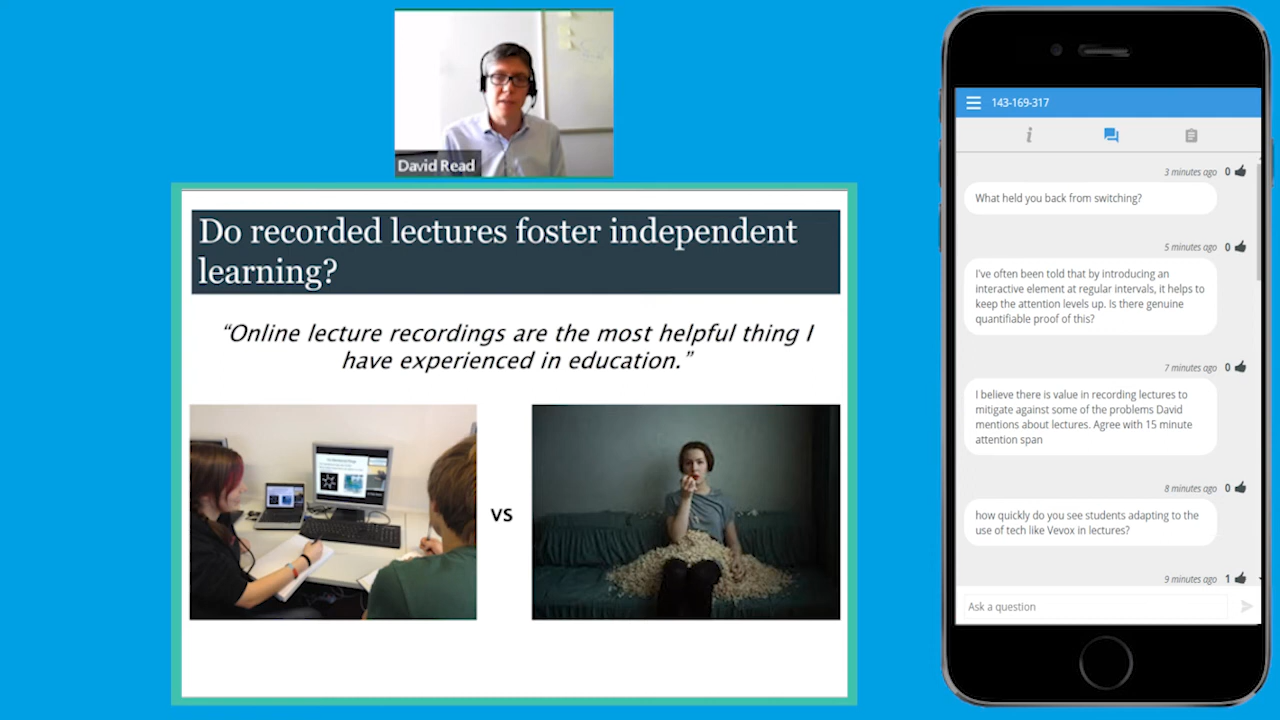 David Read
Do recorded lectures foster independent
learning?
“Online lecture recordings are the most helpful thing I
have experienced in education.”
vs
143-169-317
3 minutes ago 0
What held you back from switching?
5 minutes ago 0
I've often been told that by introducing an
interactive element at regular intervals, it helps to
keep the attention levels up. Is there genuine
quantifiable proof of this?
7 minutes ago 0
I believe there is value in recording lectures to
mitigate against some of the problems David
mentions about lectures. Agree with 15 minute
attention span
8 minutes ago 0
how quickly do you see students adapting to the
use of tech like Vevox in lectures?
9 minutes ago 1
Ask a question